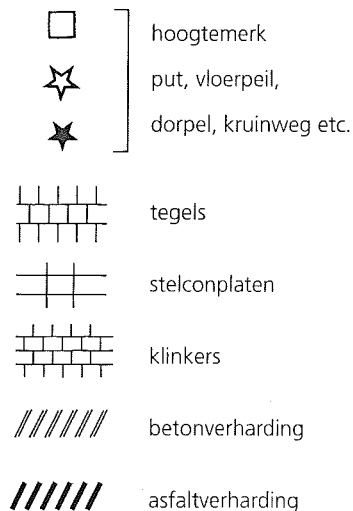 hoogtemerk
put, vloerpeil,
dorpel, kruinweg etc.
tegels
stelconplaten
klinkers
betonverharding
asfaltverharding